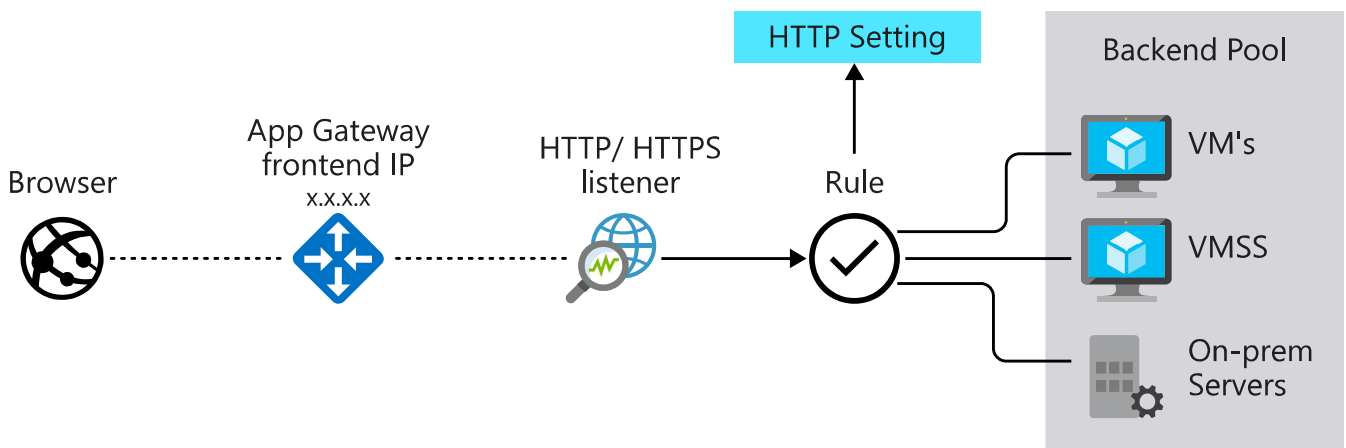 Browser
App Gateway
frontend IP
x.x.x.x
HTTP/ HTTPS
listener
Rule
HTTP Setting
Backend Pool
VM's
VMSS
On-prem
Servers